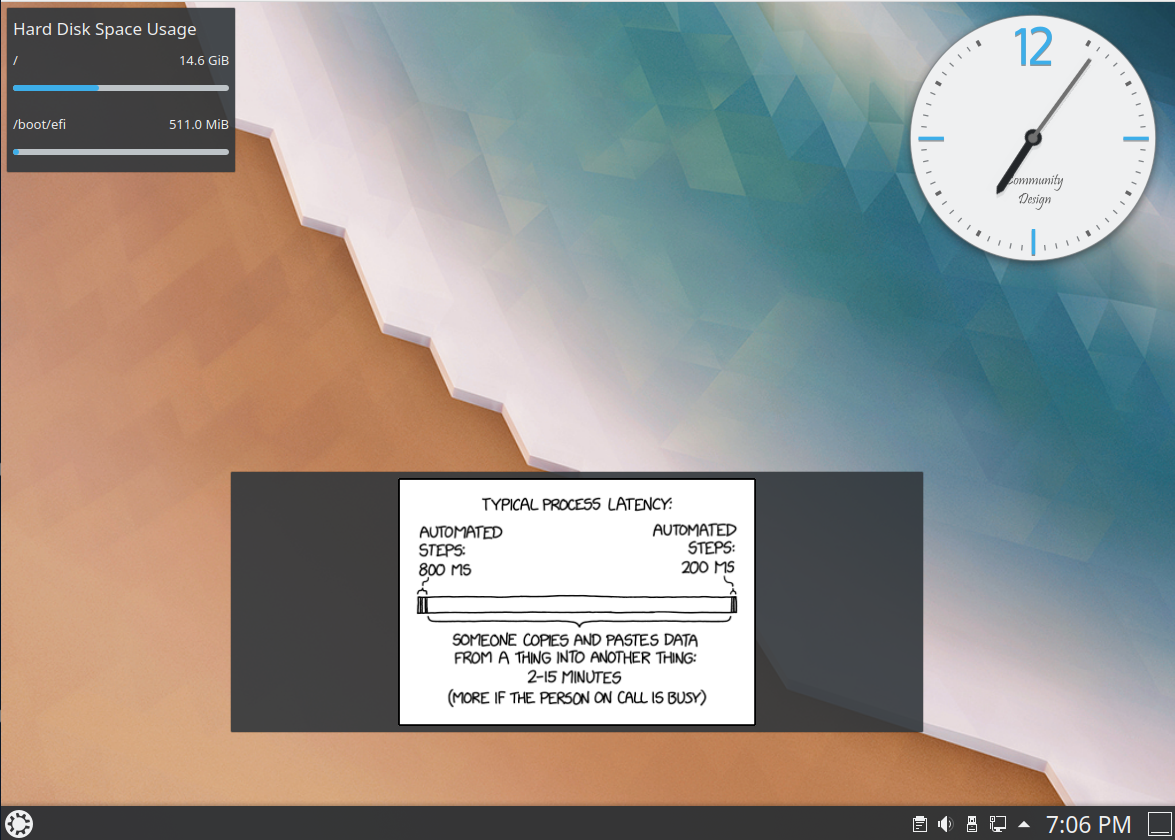 Hard Disk Space Usage
/ 14.6 GiB
/boot/efi 511.0 MiB
12
Community
Design
TYPICAL PROCESS LATENCY:
AUTOMATED
STEPS:
800 MS
AUTOMATED
STEPS:
200 MS
SOMEONE COPIES AND PASTES DATA
FROM A THING INTO ANOTHER THING:
2-15 MINUTES
(MORE IF THE PERSON ON CALL IS BUSY)
7:06 PM